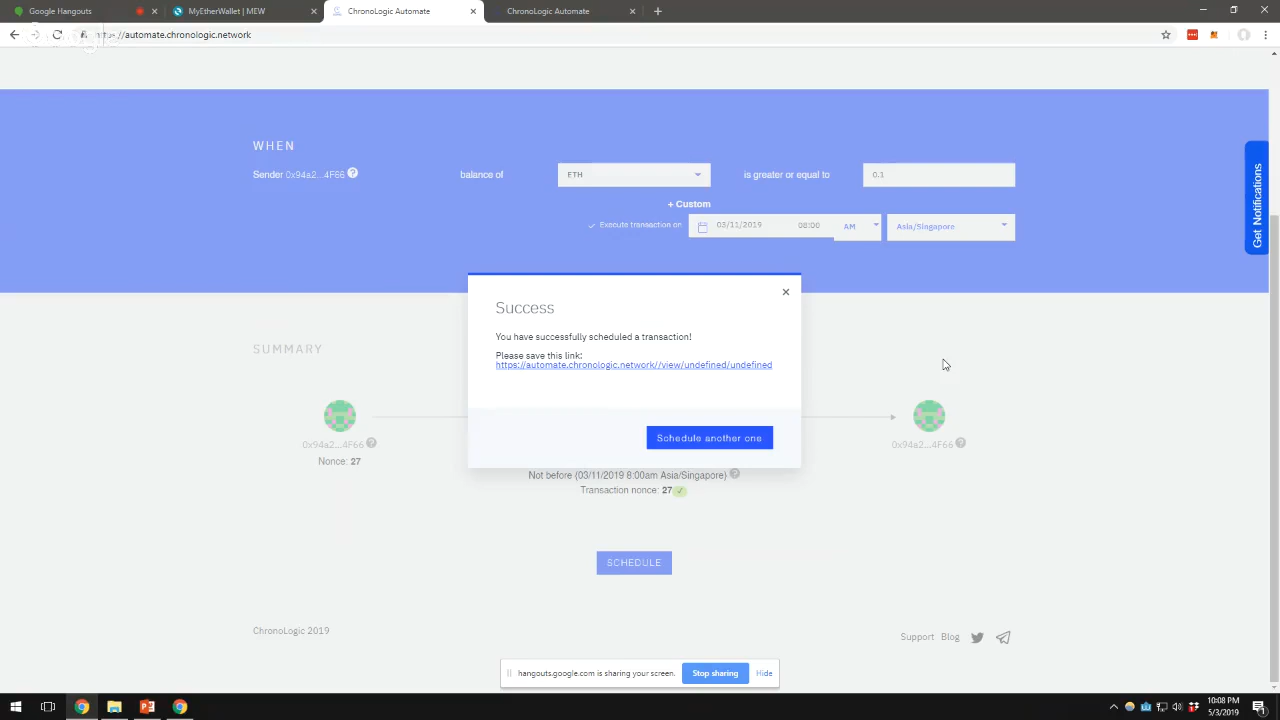 Google Hangouts
MyEtherWallet | MEW
ChronoLogic Automate
ChronoLogic Automate
https://automate.chronologic.network
WHEN
Sender 0x94a2...4F66
balance of
ETH
is greater or equal to
0.1
+ Custom
Execute transaction on
03/11/2019
08:00
AM
Asia/Singapore
Get Notifications
Success
You have successfully scheduled a transaction!
Please save this link:
https://automate.chronologic.network//view/undefined/undefined
Schedule another one
SUMMARY
0x94a2...4F66
Nonce: 27
0x94a2...4F66
Not before {03/11/2019 8:00am Asia/Singapore}
Transaction nonce: 27
SCHEDULE
ChronoLogic 2019
Support Blog
hangouts.google.com is sharing your screen.
Stop sharing
Hide
10:08 PM
5/3/2019